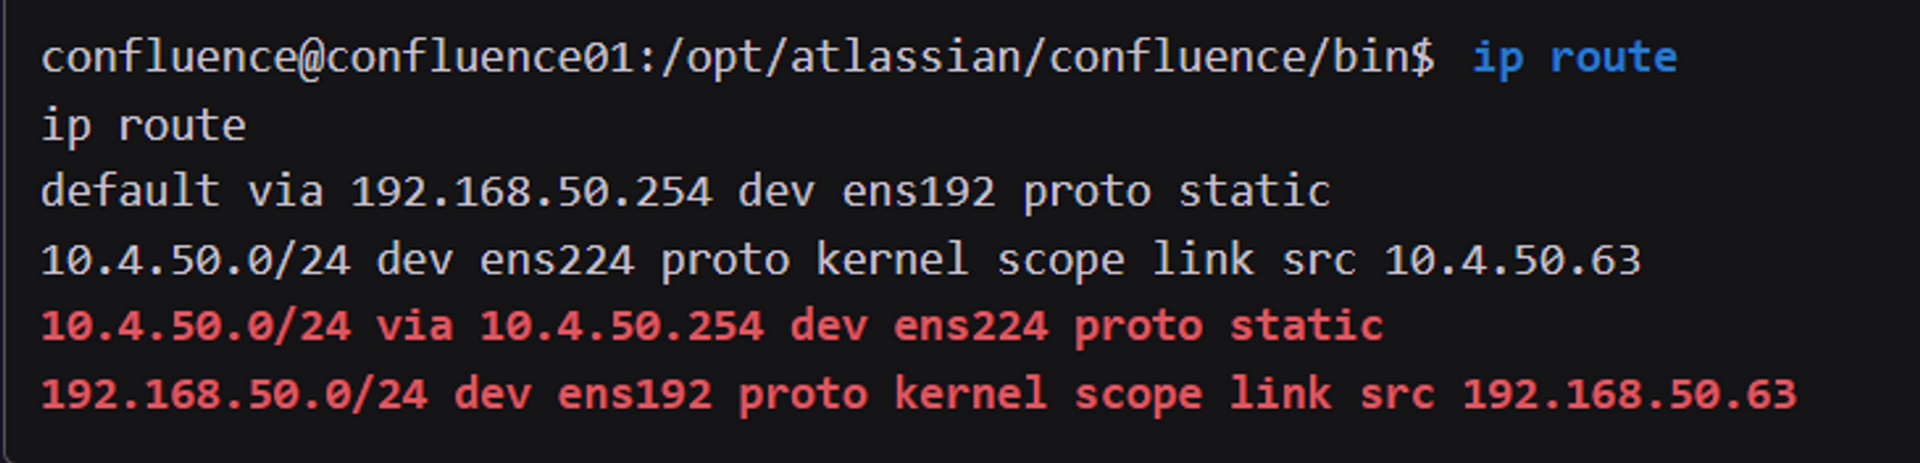 confluence@confluence01:/opt/atlassian/confluence/bin$ ip route
ip route
default via 192.168.50.254 dev ens192 proto static
10.4.50.0/24 dev ens224 proto kernel scope link src 10.4.50.63
10.4.50.0/24 via 10.4.50.254 dev ens224 proto static
192.168.50.0/24 dev ens192 proto kernel scope link src 192.168.50.63